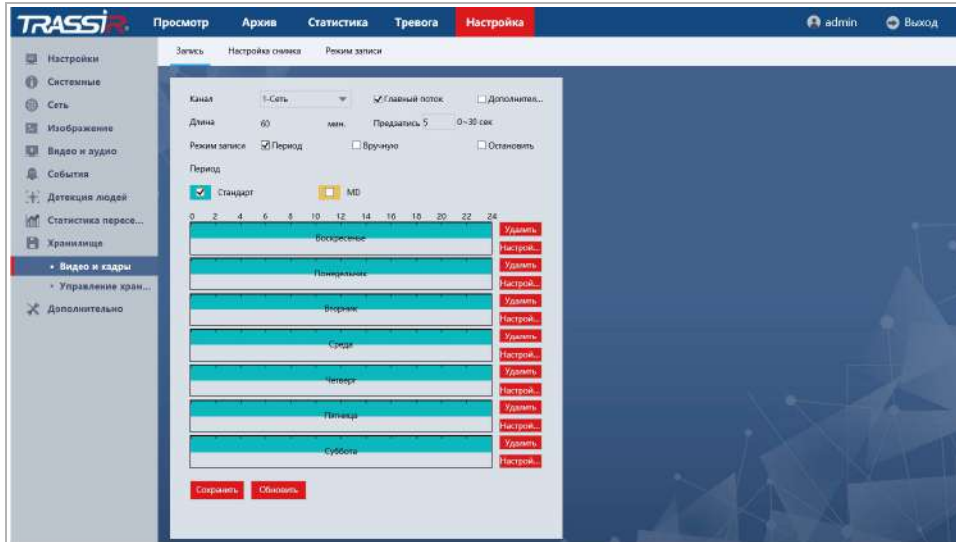 TRASSIR Просмотр Архив Статистика Тревога Настройка admin Выход
Запись Настройка снимка Режим записи
Настройки
Системные
Сеть
Изображение
Видео и аудио
События
Детекция людей
Статистика пересе...
Хранилище
• Видео и кадры
• Управление хран...
Дополнительно
Канал 1-Сеть Главный поток Дополнител...
Длина 60 мин. Предзапись 5 0~30 сек
Режим записи Период Вручную Остановить
Период
Стандарт MD
0 2 4 6 8 10 12 14 16 18 20 22 24
Воскресенье Удалить
Настрой...
Понедельник Удалить
Настрой...
Вторник Удалить
Настрой...
Среда Удалить
Настрой...
Четверг Удалить
Настрой...
Пятница Удалить
Настрой...
Суббота Удалить
Настрой...
Сохранить Обновить